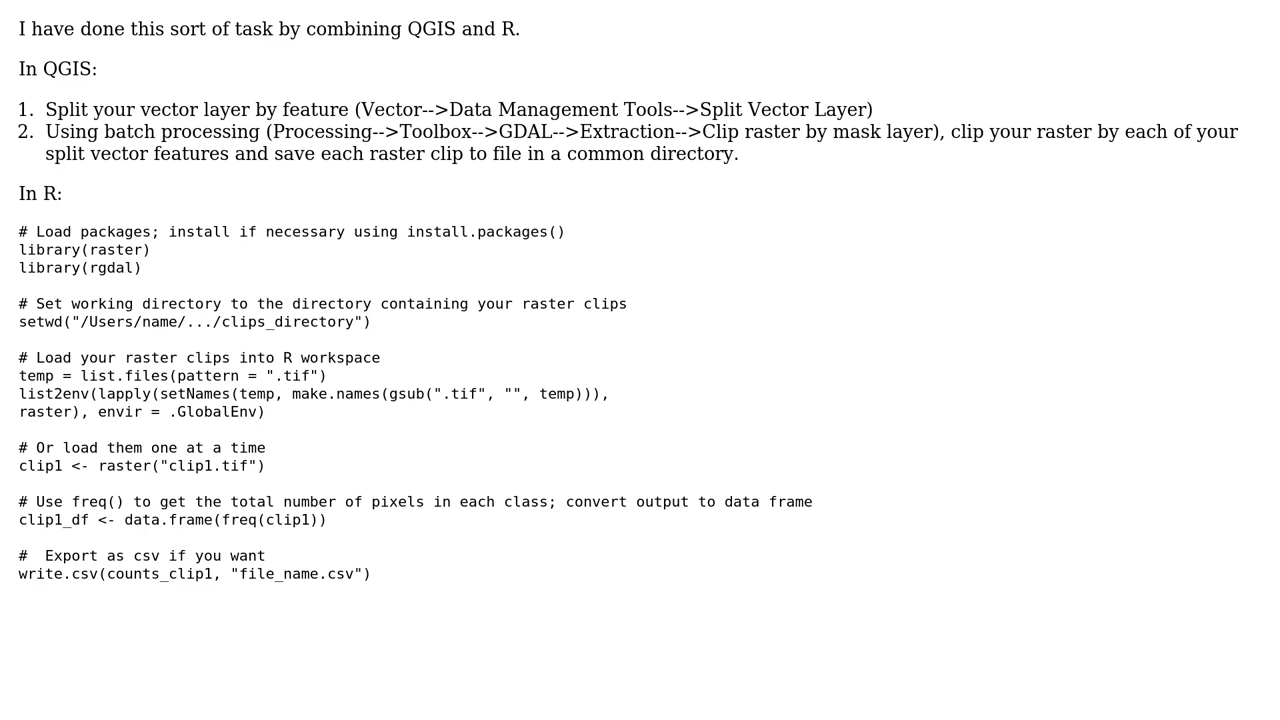 I have done this sort of task by combining QGIS and R.
In QGIS:
1. Split your vector layer by feature (Vector-->Data Management Tools-->Split Vector Layer)
2. Using batch processing (Processing-->Toolbox-->GDAL-->Extraction-->Clip raster by mask layer), clip your raster by each of your
split vector features and save each raster clip to file in a common directory.
In R:
# Load packages; install if necessary using install.packages()
library(raster)
library(rgdal)
# Set working directory to the directory containing your raster clips
setwd("/Users/name/.../clips_directory")
# Load your raster clips into R workspace
temp = list.files(pattern = ".tif")
list2env(lapply(setNames(temp, make.names(gsub(".tif", "", temp))),
raster), envir = .GlobalEnv)
# Or load them one at a time
clip1 <- raster("clip1.tif")
# Use freq() to get the total number of pixels in each class; convert output to data frame
clip1_df <- data.frame(freq(clip1))
#  Export as csv if you want
write.csv(counts_clip1, "file_name.csv")